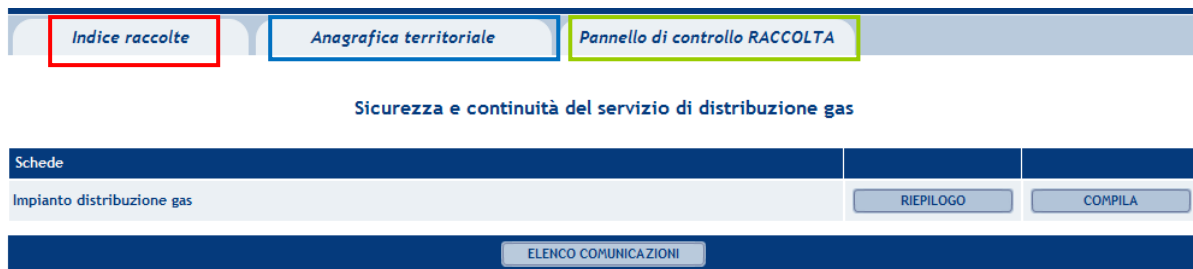 Indice raccolte Anagrafica territoriale Pannello di controllo RACCOLTA
Sicurezza e continuità del servizio di distribuzione gas
Schede
Impianto distribuzione gas RIEPILOGO COMPILA
ELENCO COMUNICAZIONI